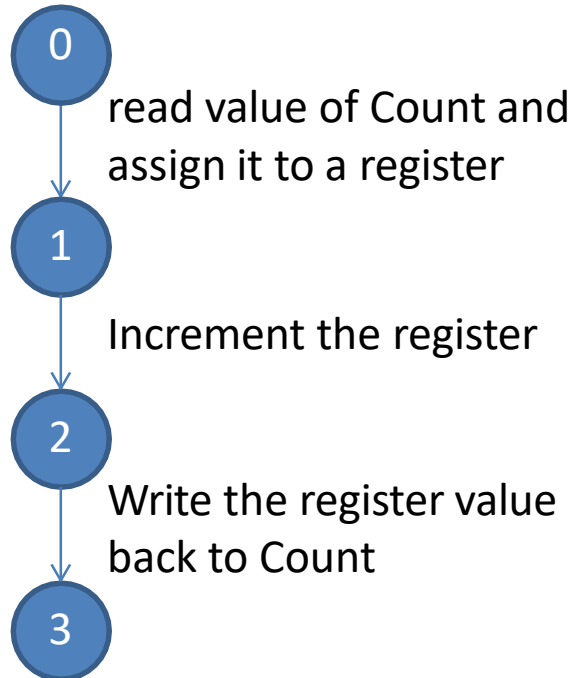 0
read value of Count and
assign it to a register
1
Increment the register
2
Write the register value
back to Count
3